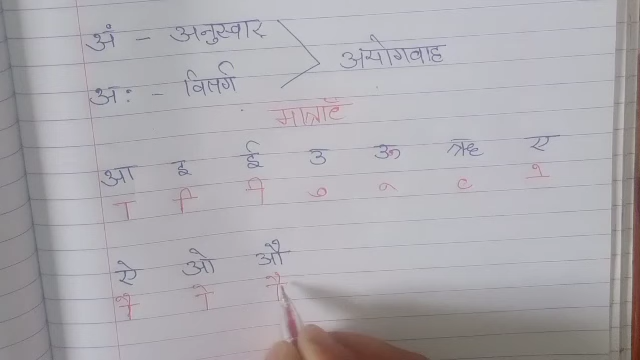 अं - अनुस्वार
अयोगवाह
अः - विसर्ग
मात्राएँ
आ इ ई उ ऊ ऋ ए
ा ि ी ु ू ृ े
ऐ ओ औ
ै ो ौ